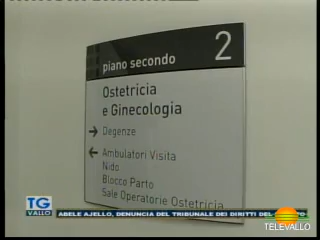 piano secondo 2
Ostetricia
e Ginecologia
Degenze
Ambulatori Visita
Nido
Blocco Parto
Sale Operatorie Ostetricia
TG
VALLO
ABELE AJELLO, DENUNCIA DEL TRIBUNALE DEI DIRITTI DEL
TELEVALLO